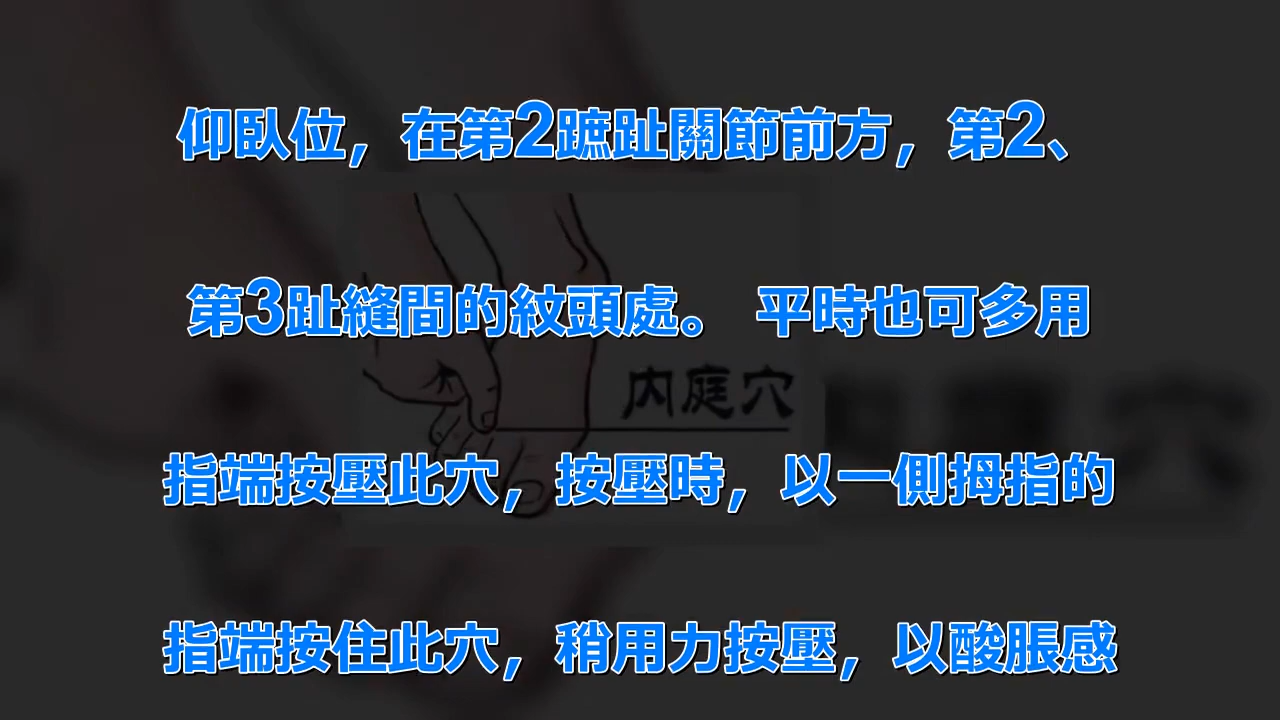 仰臥位，在第2蹠趾關節前方，第2、
第3趾縫間的紋頭處。 平時也可多用
內庭穴
指端按壓此穴，按壓時，以一側拇指的
指端按住此穴，稍用力按壓，以酸脹感